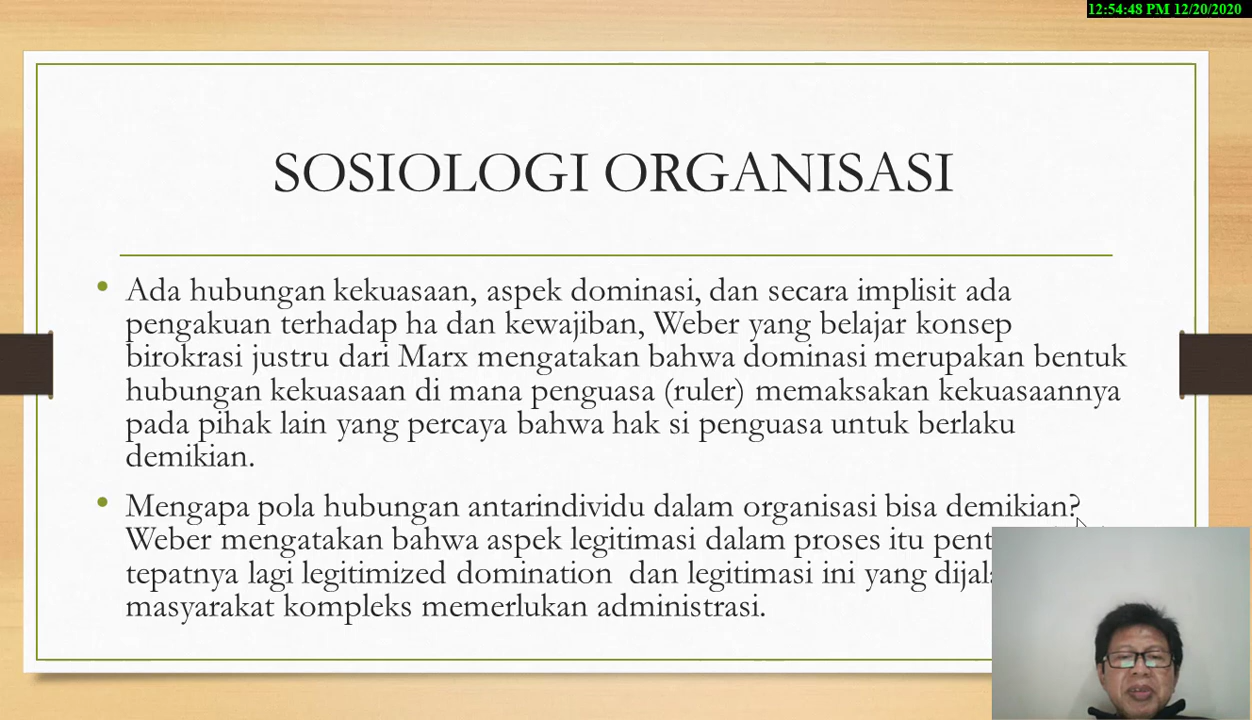 12:54:48 PM 12/20/2020
SOSIOLOGI ORGANISASI
• Ada hubungan kekuasaan, aspek dominasi, dan secara implisit ada
pengakuan terhadap ha dan kewajiban, Weber yang belajar konsep
birokrasi justru dari Marx mengatakan bahwa dominasi merupakan bentuk
hubungan kekuasaan di mana penguasa (ruler) memaksakan kekuasaannya
pada pihak lain yang percaya bahwa hak si penguasa untuk berlaku
demikian.
• Mengapa pola hubungan antarindividu dalam organisasi bisa demikian?
Weber mengatakan bahwa aspek legitimasi dalam proses itu
tepatnya lagi legitimized domination dan legitimasi ini yang
masyarakat kompleks memerlukan administrasi.